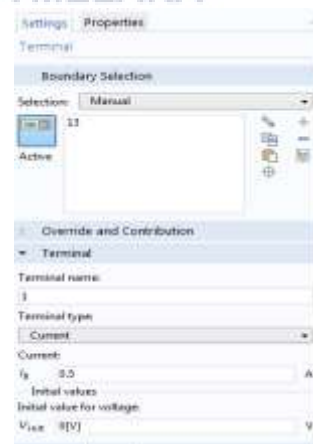 Settings Properties
Terminal
Boundary Selection
Selection: Manual
13
Active
Override and Contribution
Terminal
Terminal name:
1
Terminal type:
Current
Current:
I₀ 0.5 A
Initial values
Initial value for voltage:
Vinit 0[V] V